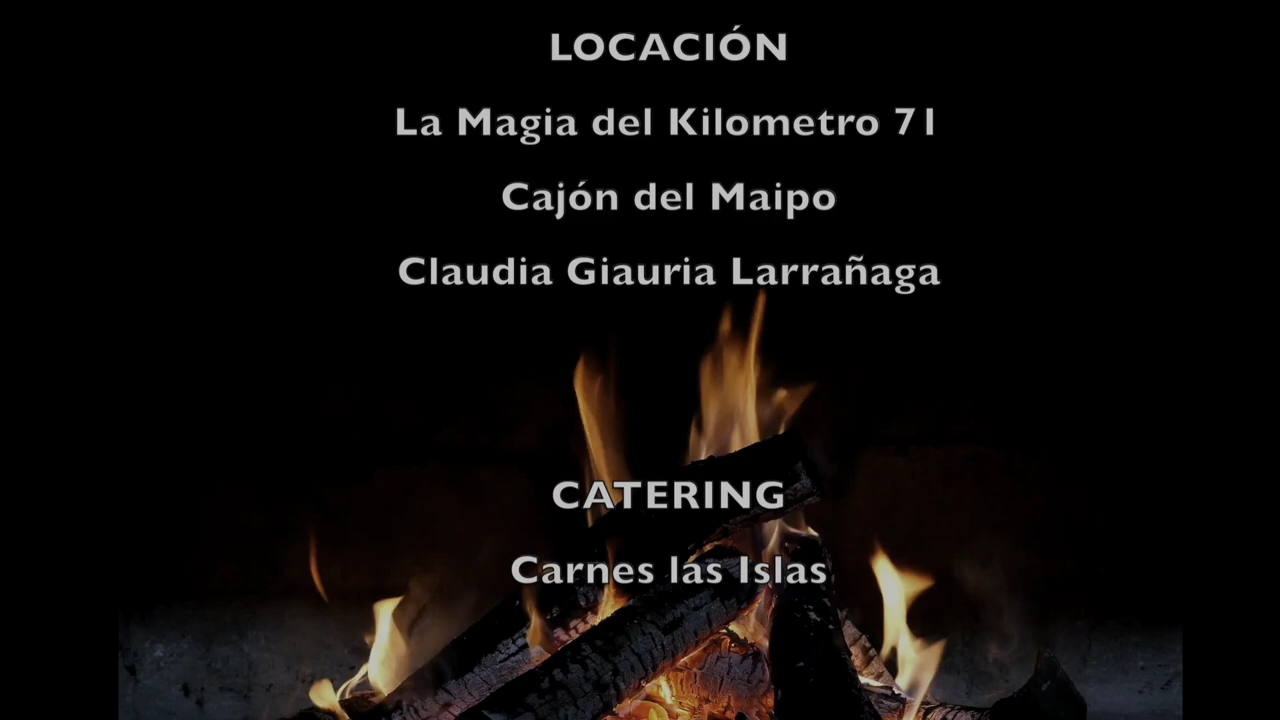 LOCACIÓN
La Magia del Kilometro 71
Cajón del Maipo
Claudia Giauria Larrañaga
CATERING
Carnes las Islas